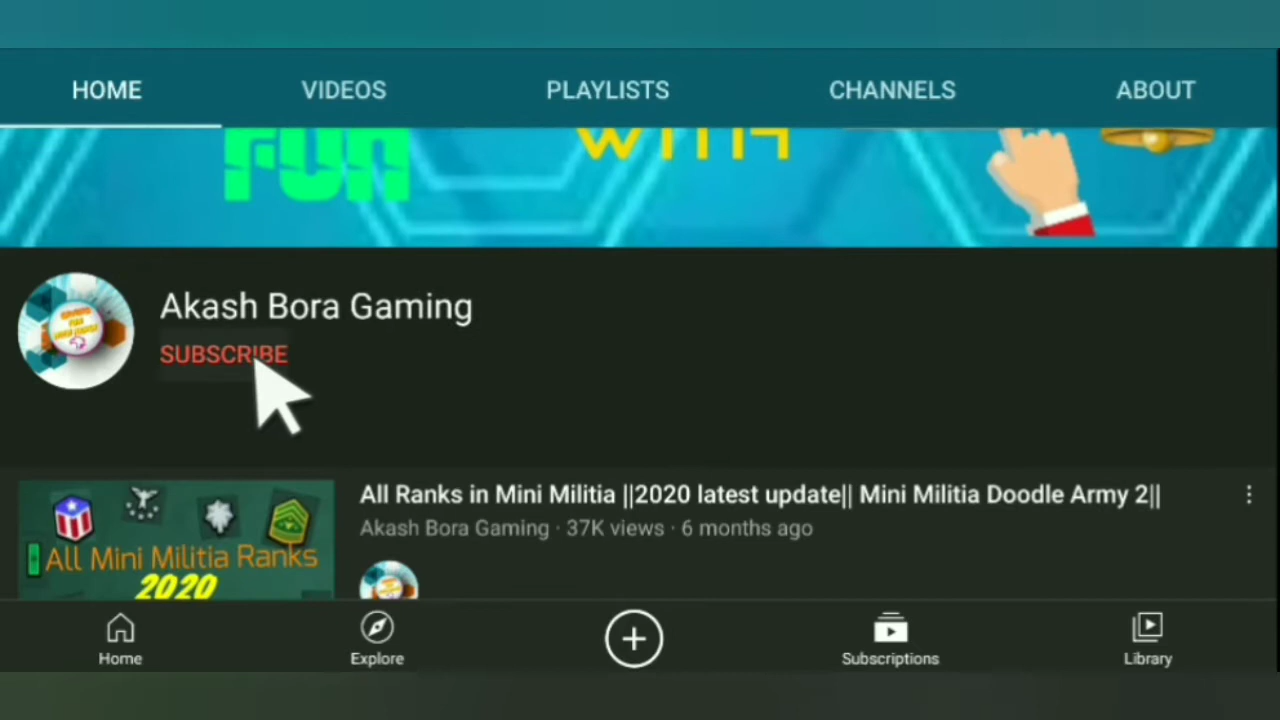 HOME VIDEOS PLAYLISTS CHANNELS ABOUT
FUN WITH
Akash Bora Gaming
SUBSCRIBE
All Ranks in Mini Militia ||2020 latest update|| Mini Militia Doodle Army 2||
Akash Bora Gaming · 37K views · 6 months ago
All Mini Militia Ranks
2020
Home Explore Subscriptions Library